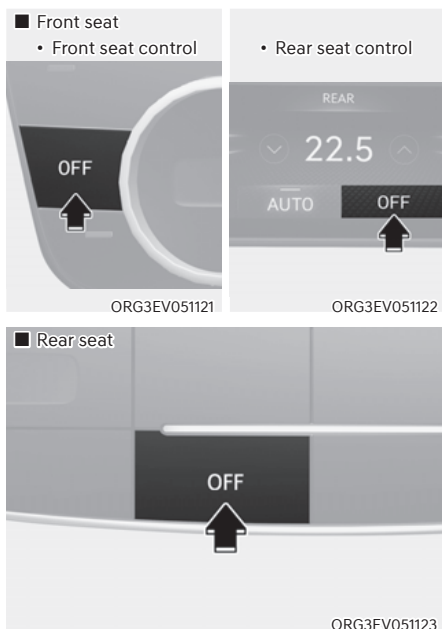 ■ Front seat
• Front seat control
OFF
ORG3EV051121
• Rear seat control
REAR
22.5
AUTO
OFF
ORG3EV051122
■ Rear seat
OFF
ORG3EV051123